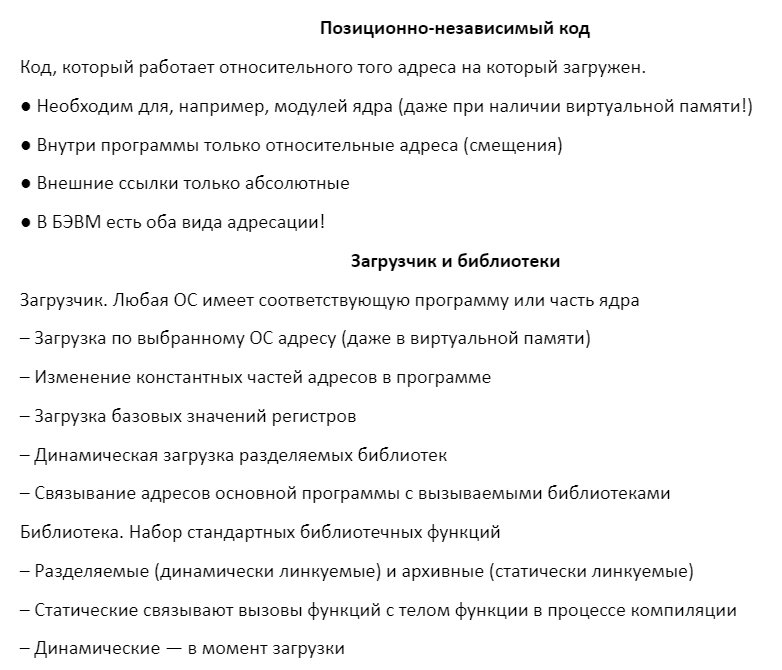 Позиционно-независимый код
Код, который работает относительного того адреса на который загружен.
● Необходим для, например, модулей ядра (даже при наличии виртуальной памяти!)
● Внутри программы только относительные адреса (смещения)
● Внешние ссылки только абсолютные
● В БЭВМ есть оба вида адресации!
Загрузчик и библиотеки
Загрузчик. Любая ОС имеет соответствующую программу или часть ядра
– Загрузка по выбранному ОС адресу (даже в виртуальной памяти)
– Изменение константных частей адресов в программе
– Загрузка базовых значений регистров
– Динамическая загрузка разделяемых библиотек
– Связывание адресов основной программы с вызываемыми библиотеками
Библиотека. Набор стандартных библиотечных функций
– Разделяемые (динамически линкуемые) и архивные (статически линкуемые)
– Статические связывают вызовы функций с телом функции в процессе компиляции
– Динамические — в момент загрузки